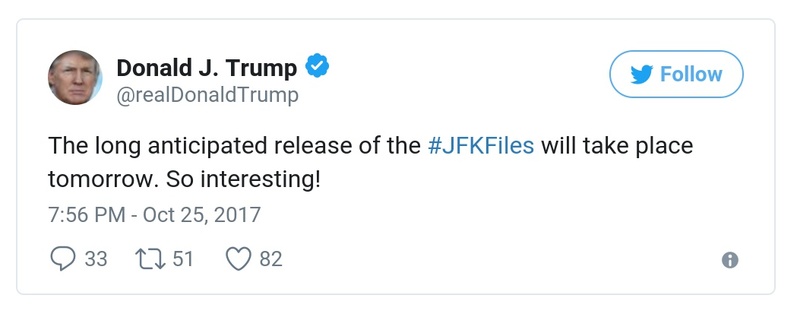 Donald J. Trump
@realDonaldTrump
Follow
The long anticipated release of the #JFKFiles will take place
tomorrow. So interesting!
7:56 PM - Oct 25, 2017
33 51 82